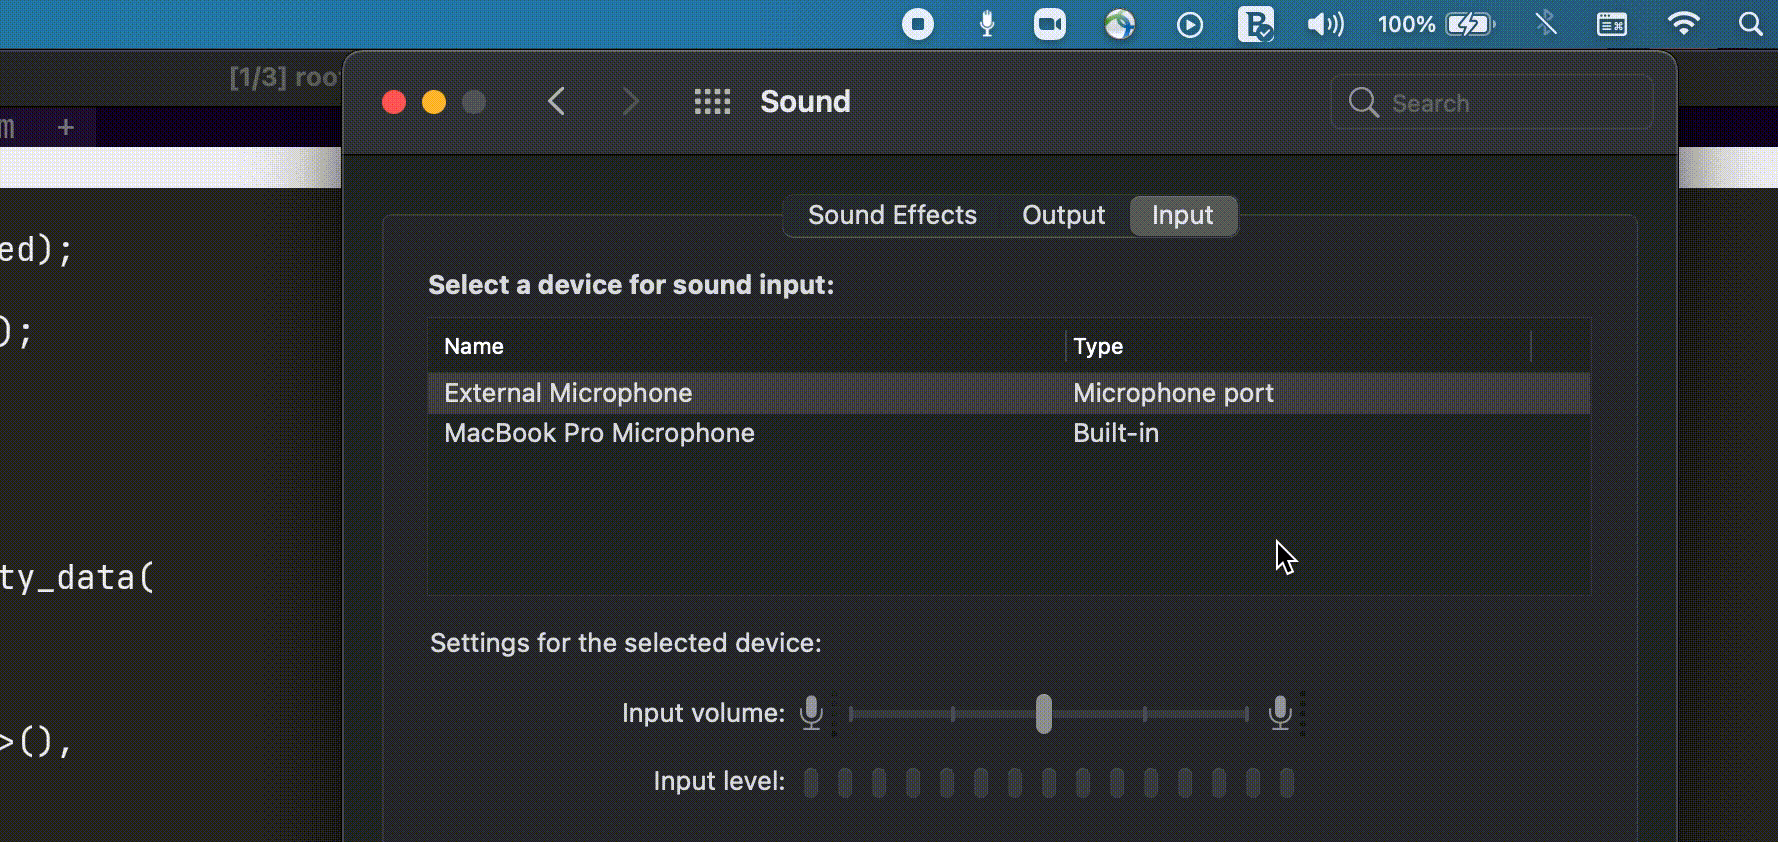 100%
[1/3] roo
m +
Sound
Search
Sound Effects Output Input
ed);
Select a device for sound input:
);
Name Type
External Microphone Microphone port
MacBook Pro Microphone Built-in
ty_data(
Settings for the selected device:
Input volume:
>(),
Input level: